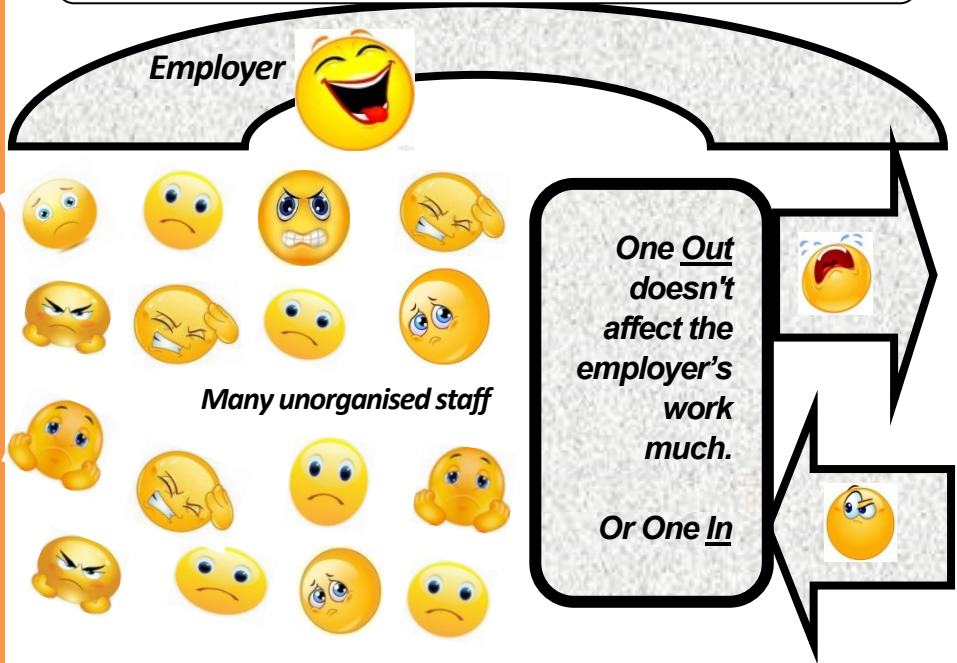 Employer
Many unorganised staff
One Out
doesn't
affect the
employer's
work
much.
Or One In